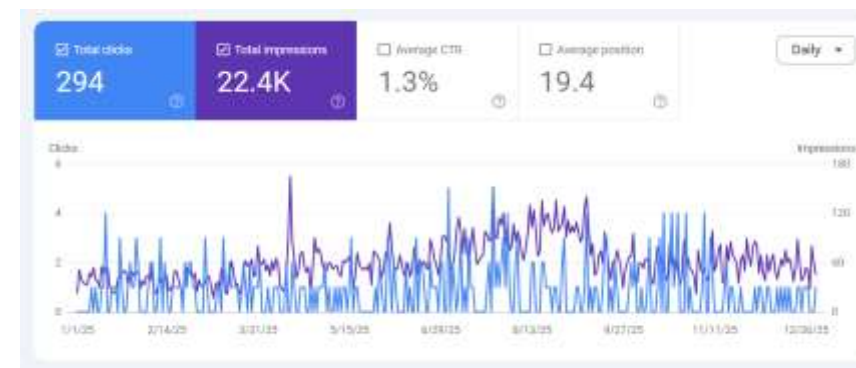 Total clicks
294
Total impressions
22.4K
Average CTR
1.3%
Average position
19.4
Daily
Clicks
Impressions
6
4
2
0
180
120
60
0
1/1/25 2/14/25 3/31/25 5/15/25 6/29/25 8/13/25 9/27/25 11/11/25 12/26/25